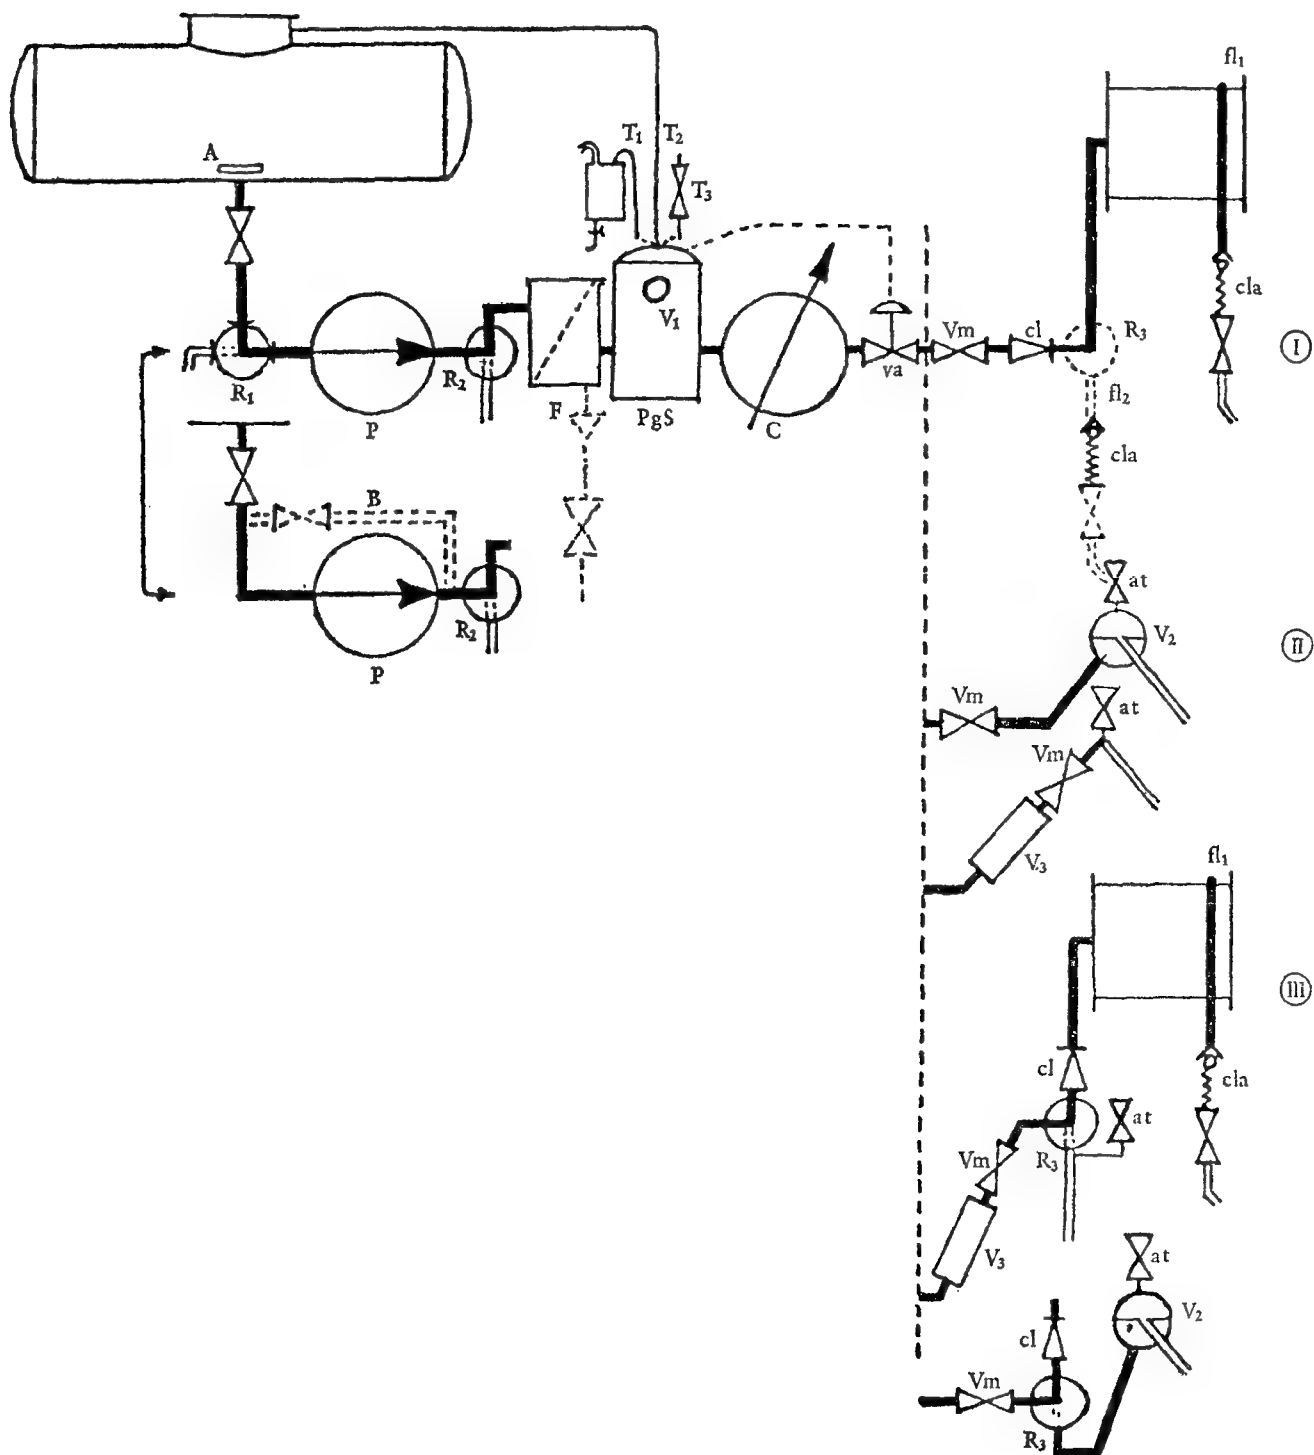 fl₁
T₁ T₂
A
T₃
cla
V₁
Vm cl R₃
I
R₁ P R₂ F PgS C va fl₂
cla
B
at
R₂
V₂
II
P
Vm at
Vm
V₃
fl₁
III
cl cla
at
Vm R₃
V₃ at
V₂
cl
Vm
R₃